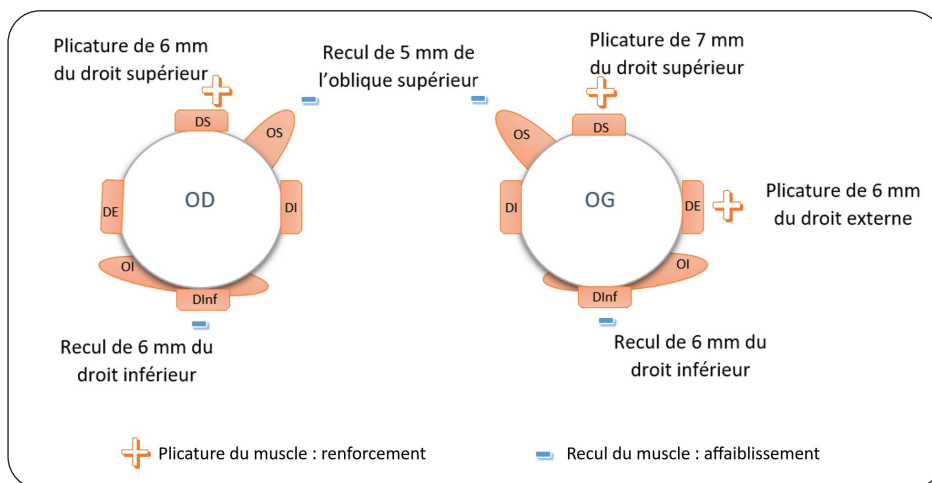 Plicature de 6 mm
du droit supérieur
Recul de 5 mm de
l’oblique supérieur
Plicature de 7 mm
du droit supérieur
DS
OS
DE
OD
DI
OI
DInf
OS
DS
DI
OG
DE
OI
DInf
Plicature de 6 mm
du droit externe
Recul de 6 mm du
droit inférieur
Recul de 6 mm du
droit inférieur
Plicature du muscle : renforcement
Recul du muscle : affaiblissement